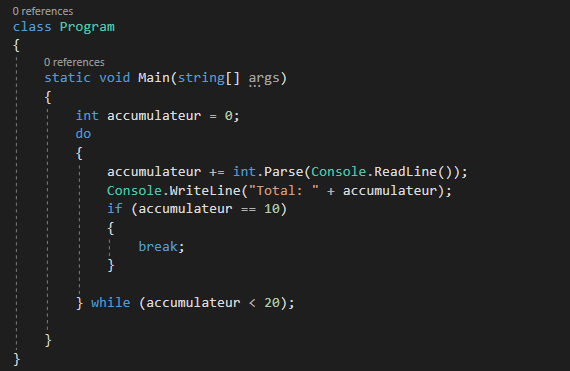 0 references
class Program
{
0 references
static void Main(string[] args)
{
int accumulateur = 0;
do
{
accumulateur += int.Parse(Console.ReadLine());
Console.WriteLine("Total: " + accumulateur);
if (accumulateur == 10)
{
break;
}
} while (accumulateur < 20);
}
}